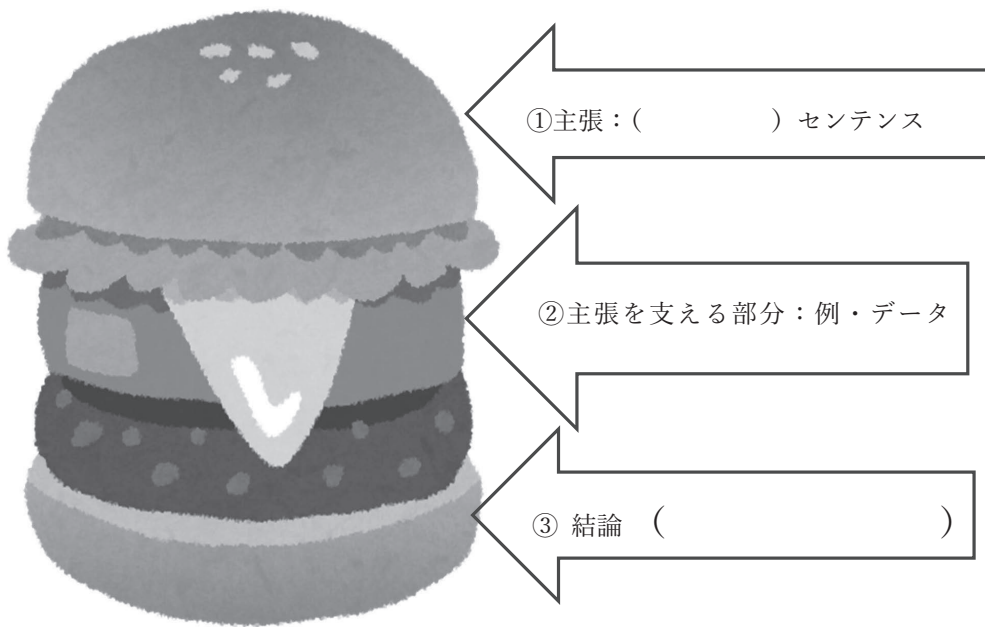 ①主張：(　　　　　) センテンス
②主張を支える部分：例・データ
③ 結論 (　　　　　　　　　)